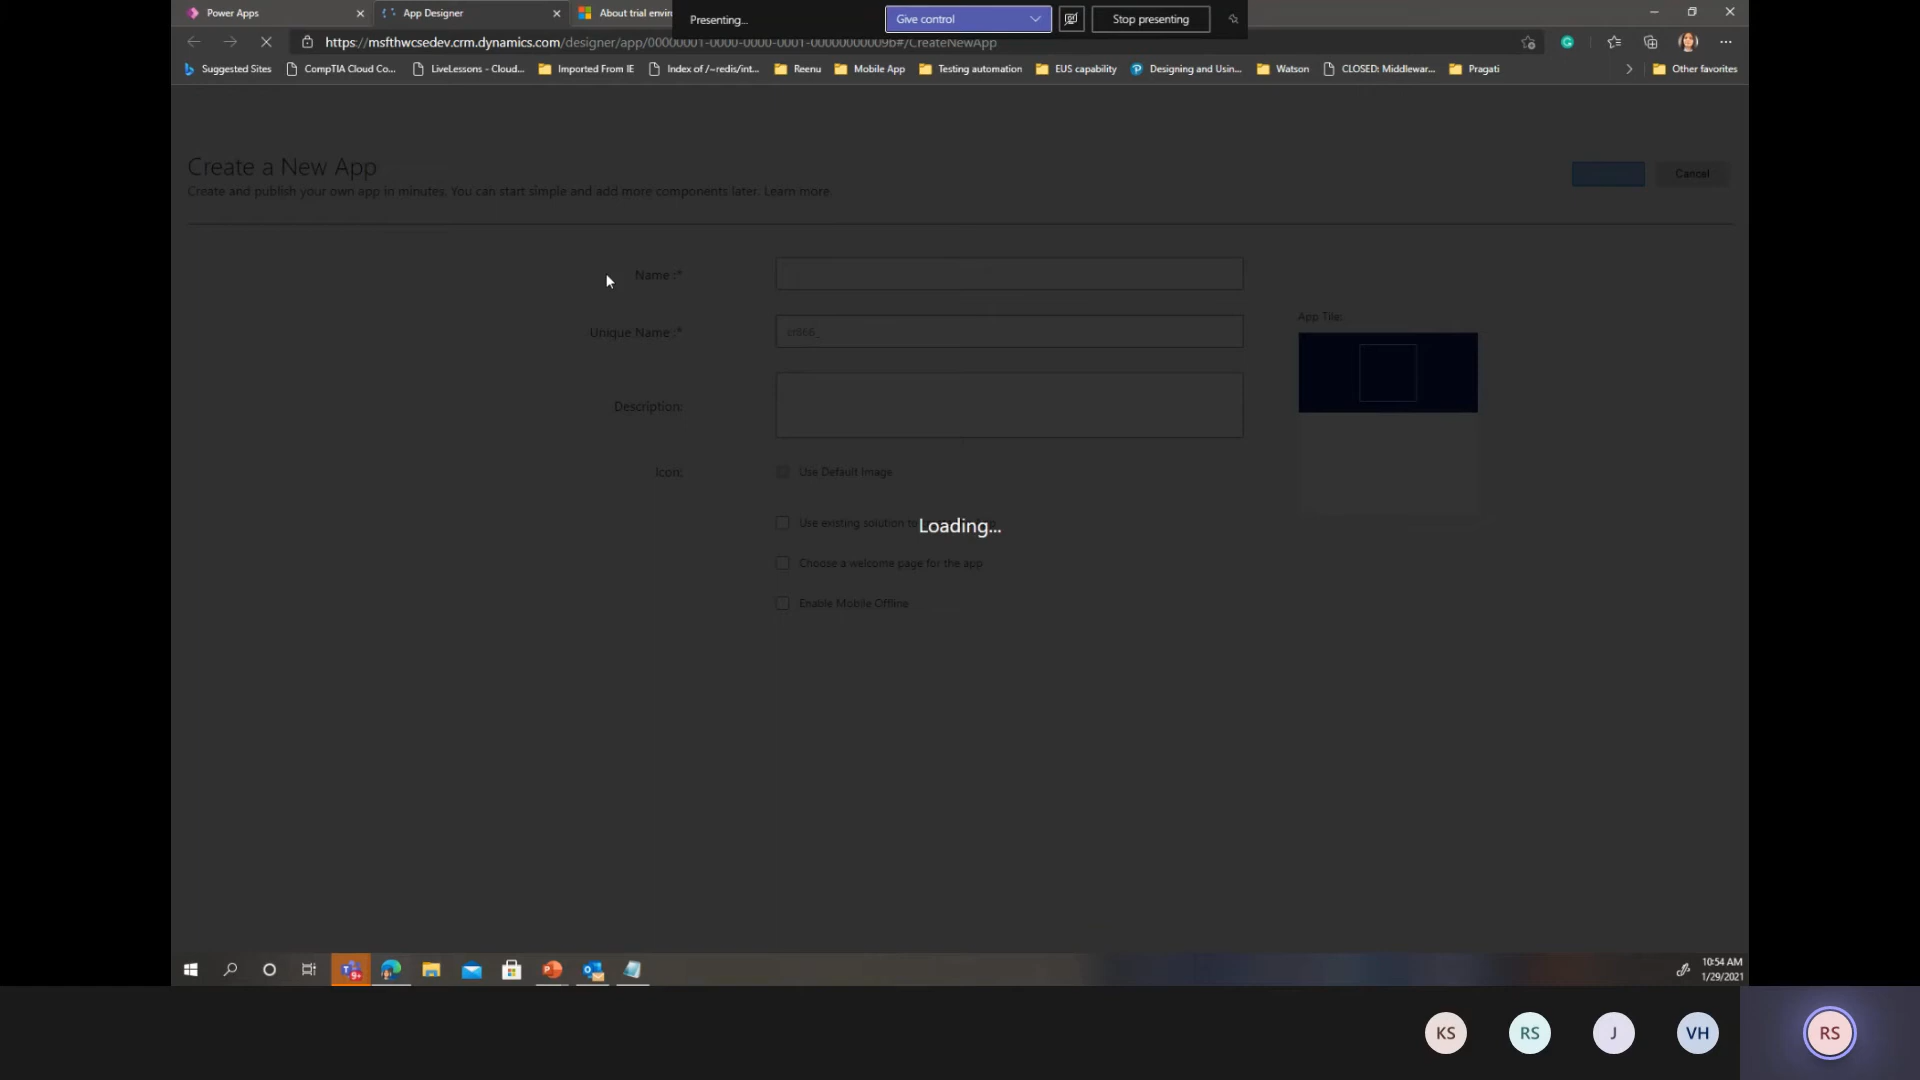 Power Apps
App Designer
About trial envir
Presenting...
Give control
Stop presenting
https://msfthwcsedev.crm.dynamics.com/designer/app/00000001-0000-0000-0001-00000000009b#/CreateNewApp
Suggested Sites
CompTIA Cloud Co...
LiveLessons - Cloud...
Imported From IE
Index of /~redis/int...
Reenu
Mobile App
Testing automation
EUS capability
Designing and Usin...
Watson
CLOSED: Middlewar...
Pragati
Other favorites
Create a New App
Create and publish your own app in minutes. You can start simple and add more components later. Learn more
Cancel
Name :*
Unique Name :*
cr866_
App Tile:
Description:
Icon:
Use Default Image
Use existing solution to
Loading...
Choose a welcome page for the app
Enable Mobile Offline
9+
10:54 AM
1/29/2021
KS
RS
J
VH
RS